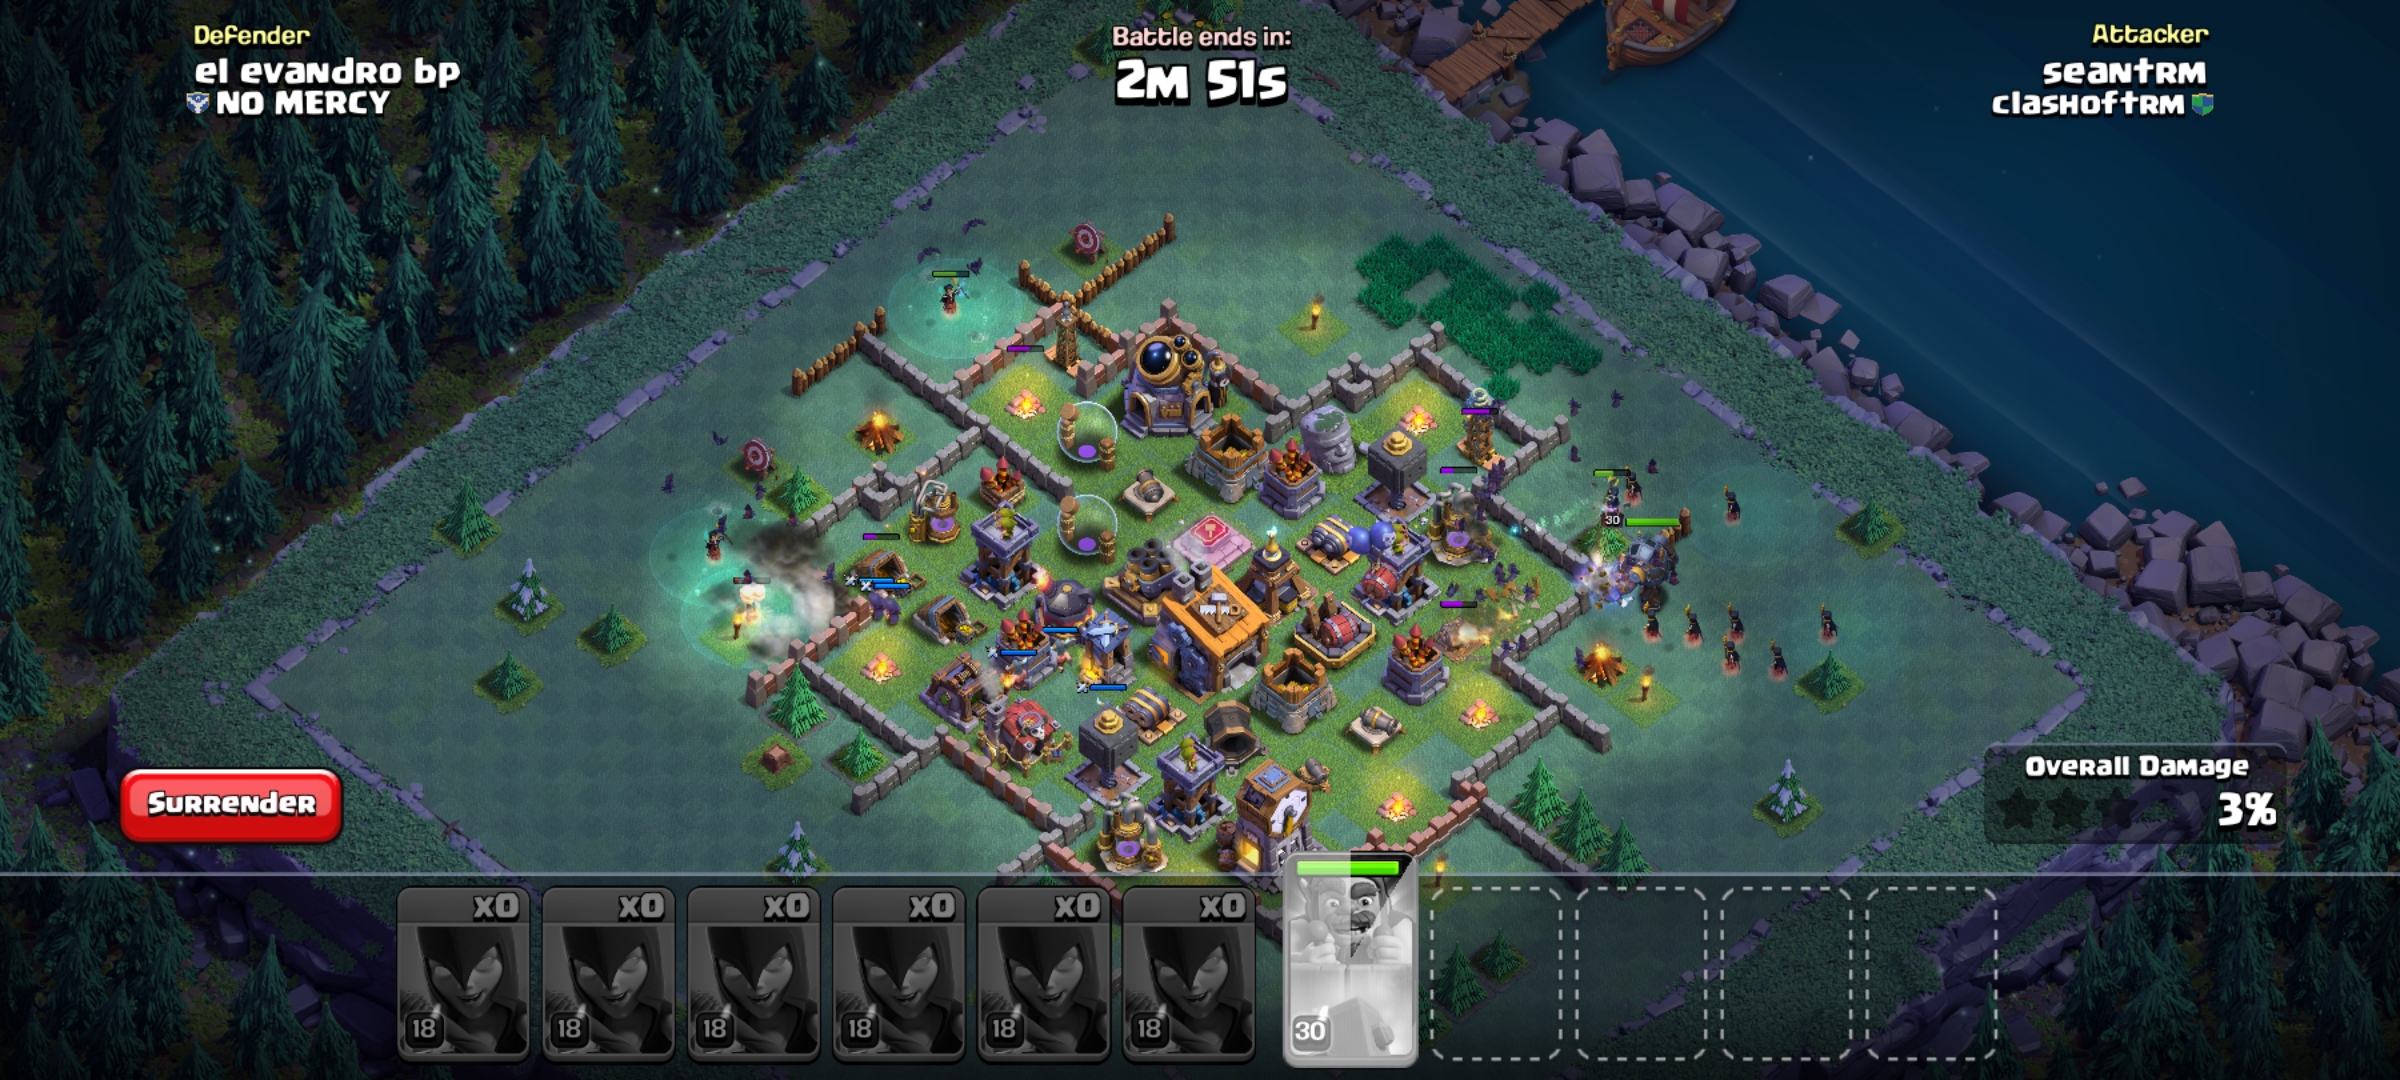 Defender
el evandro bp
NO MERCY
Battle ends in:
2M 51s
Attacker
seantRM
clashoftRM
30
Surrender
Overall Damage
3%
x0
x0
x0
x0
x0
x0
18
18
18
18
18
18
30